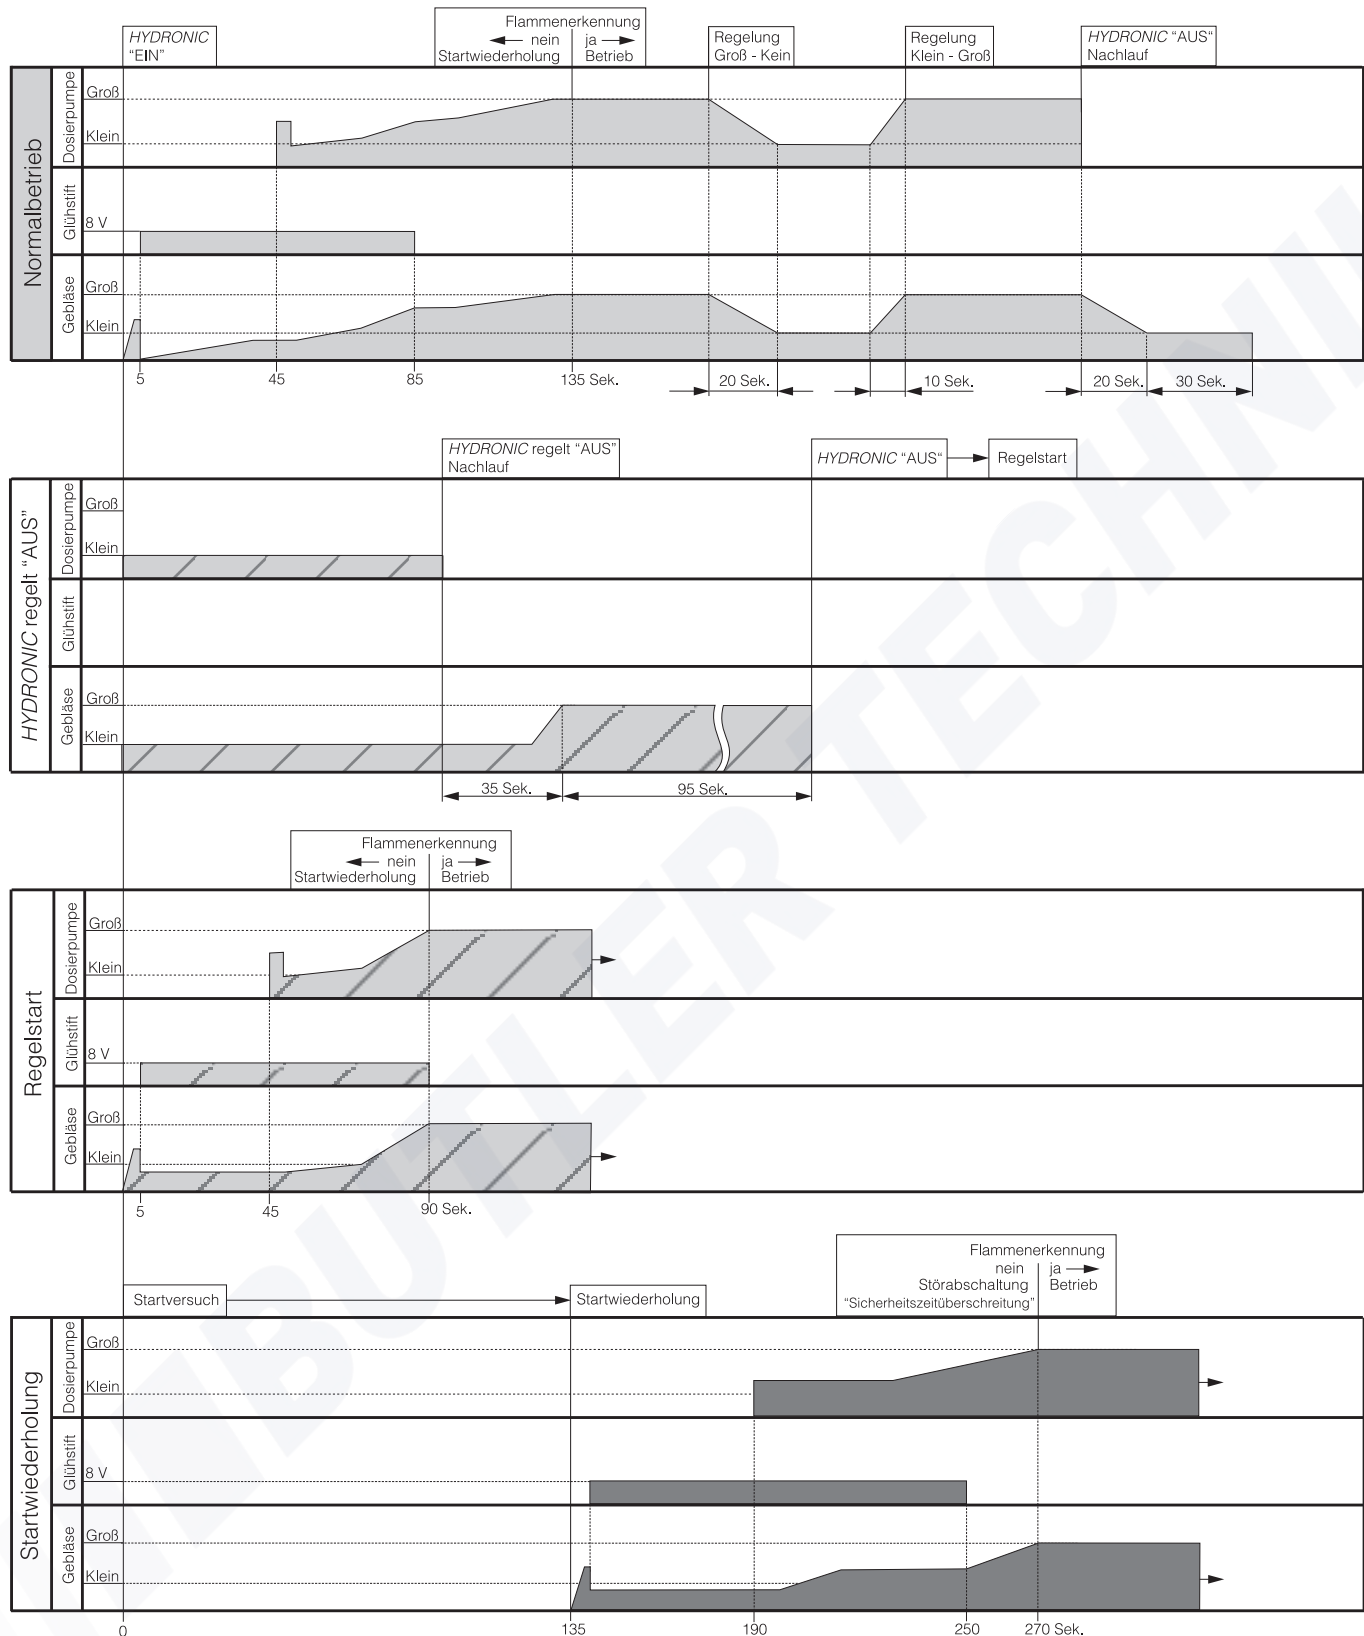 HYDRONIC
"EIN"
Flammenerkennung
nein ja
Startwiederholung Betrieb
Regelung
Groß - Kein
Regelung
Klein - Groß
HYDRONIC "AUS"
Nachlauf
Normalbetrieb
Dosierpumpe
Groß
Klein
Glühstift
8 V
Gebläse
Groß
Klein
5 45 85 135 Sek. 20 Sek. 10 Sek. 20 Sek. 30 Sek.
HYDRONIC regelt "AUS"
Nachlauf
HYDRONIC "AUS" Regelstart
HYDRONIC regelt "AUS"
Dosierpumpe
Groß
Klein
Glühstift
Gebläse
Groß
Klein
35 Sek. 95 Sek.
Flammenerkennung
nein ja
Startwiederholung Betrieb
Regelstart
Dosierpumpe
Groß
Klein
Glühstift
8 V
Gebläse
Groß
Klein
5 45 90 Sek.
Flammenerkennung
nein ja
Störabschaltung Betrieb
"Sicherheitszeitüberschreitung"
Startversuch Startwiederholung
Startwiederholung
Dosierpumpe
Groß
Klein
Glühstift
8 V
Gebläse
Groß
Klein
0 135 190 250 270 Sek.
BUTLER TECHNI